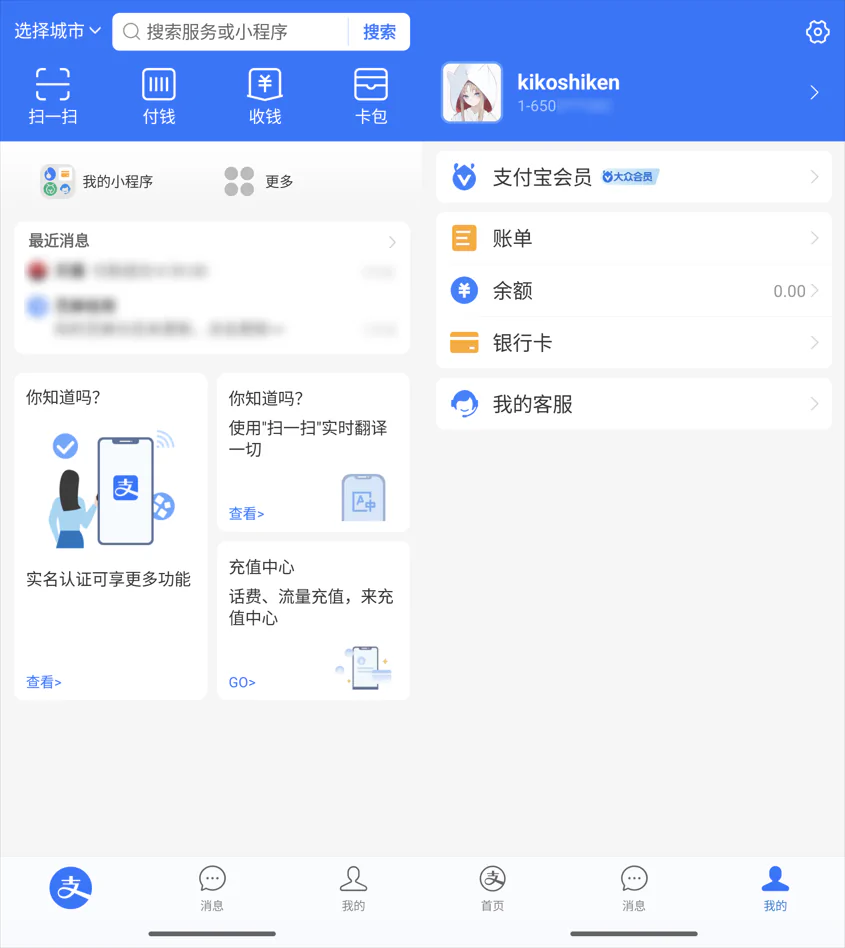 选择城市
搜索服务或小程序
搜索
扫一扫
付钱
收钱
卡包
我的小程序
更多
最近消息
你知道吗?
支
实名认证可享更多功能
查看>
你知道吗?
使用"扫一扫"实时翻译
一切
A中
查看>
充值中心
话费、流量充值，来充
值中心
GO>
支
消息
我的
kikoshiken
1-650
支付宝会员
大众会员
账单
余额
0.00
银行卡
我的客服
支
首页
消息
我的